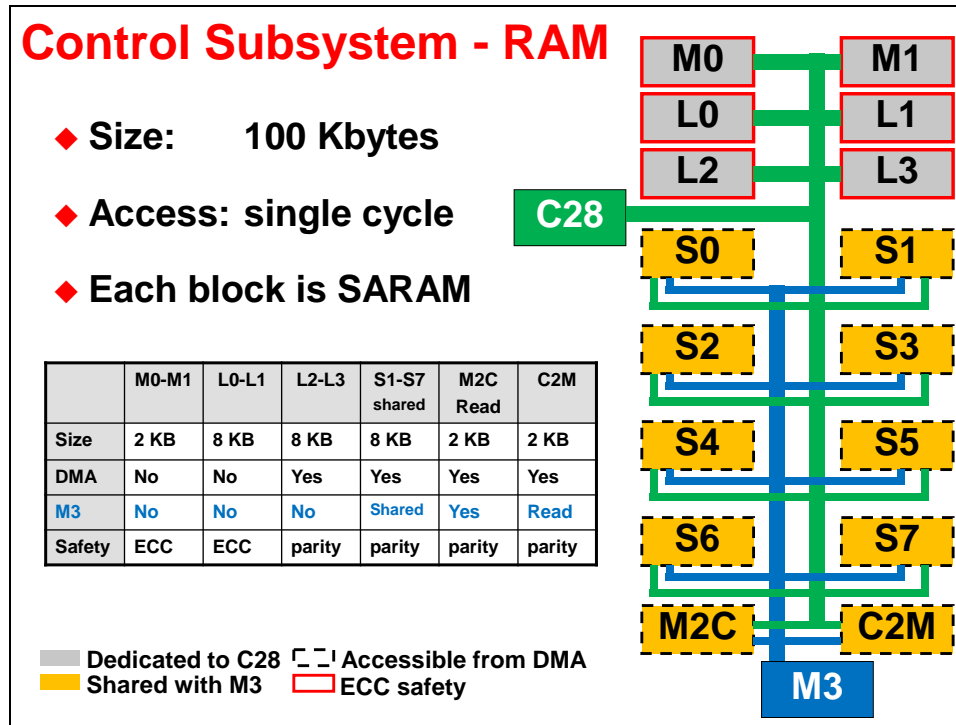 Control Subsystem - RAM
◆ Size: 100 Kbytes
◆ Access: single cycle
◆ Each block is SARAM
M0-M1 L0-L1 L2-L3 S1-S7 shared M2C Read C2M
Size 2 KB 8 KB 8 KB 8 KB 2 KB 2 KB
DMA No No Yes Yes Yes Yes
M3 No No No Shared Yes Read
Safety ECC ECC parity parity parity parity
Dedicated to C28 Accessible from DMA
Shared with M3 ECC safety
M0 M1
L0 L1
L2 L3
C28
S0 S1
S2 S3
S4 S5
S6 S7
M2C C2M
M3